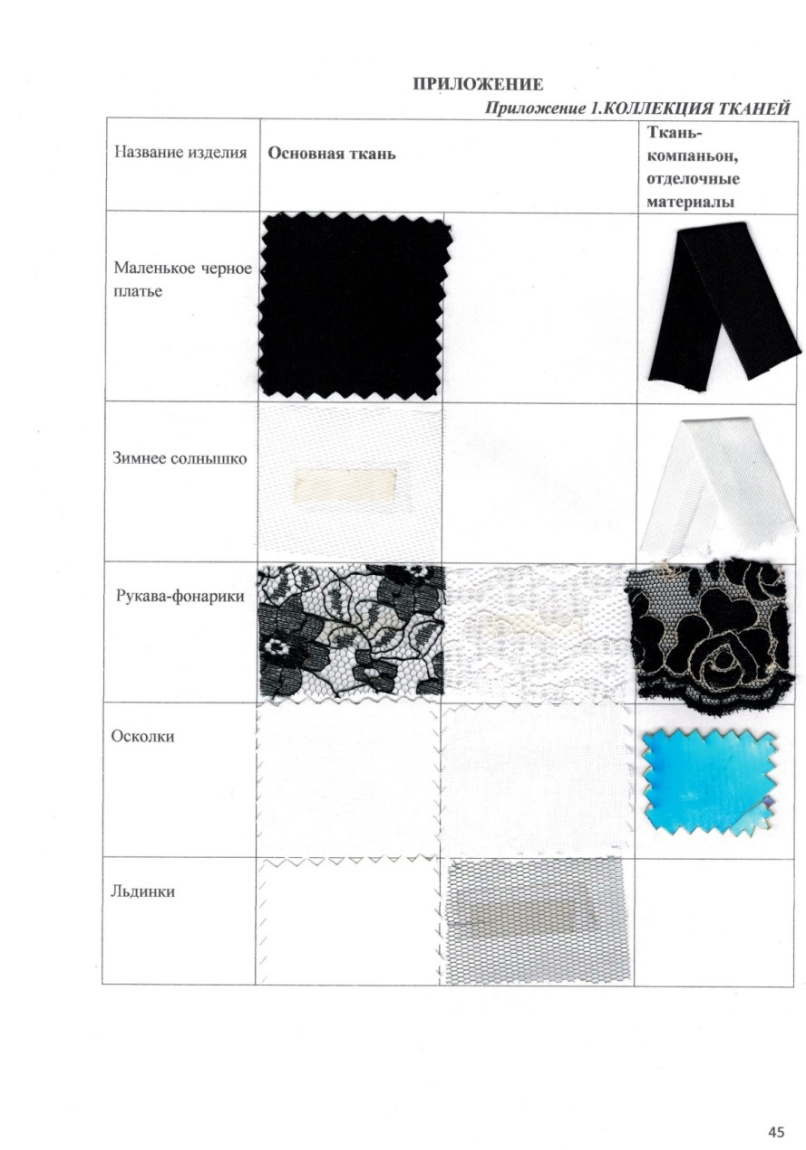 ПРИЛОЖЕНИЕ
Приложение 1.КОЛЛЕКЦИЯ ТКАНЕЙ
Название изделия
Основная ткань
Ткань-
компаньон,
отделочные
материалы
Маленькое черное
платье
Зимнее солнышко
Рукава-фонарики
Осколки
Льдинки
45